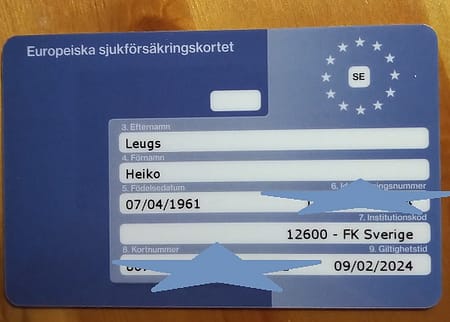 Europeiska sjukförsäkringskortet
SE
3. Efternamn
Leugs
4. Förnamn
Heiko
5. Födelsedatum
07/04/1961
7. Institutionskod
12600 - FK Sverige
8. Kortnummer
9. Giltighetstid
09/02/2024